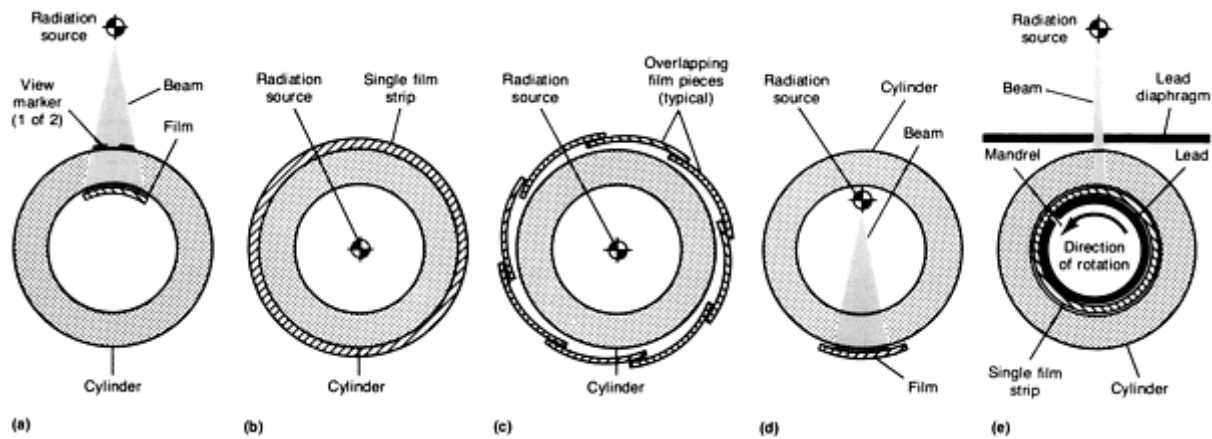 Radiation
source
View
marker
(1 of 2)
Beam
Film
Cylinder
(a)
Radiation
source
Single film
strip
Cylinder
(b)
Radiation
source
Overlapping
film pieces
(typical)
Cylinder
(c)
Radiation
source
Cylinder
Beam
Film
(d)
Radiation
source
Beam
Lead
diaphragm
Mandrel
Lead
Direction
of rotation
Single film
strip
Cylinder
(e)